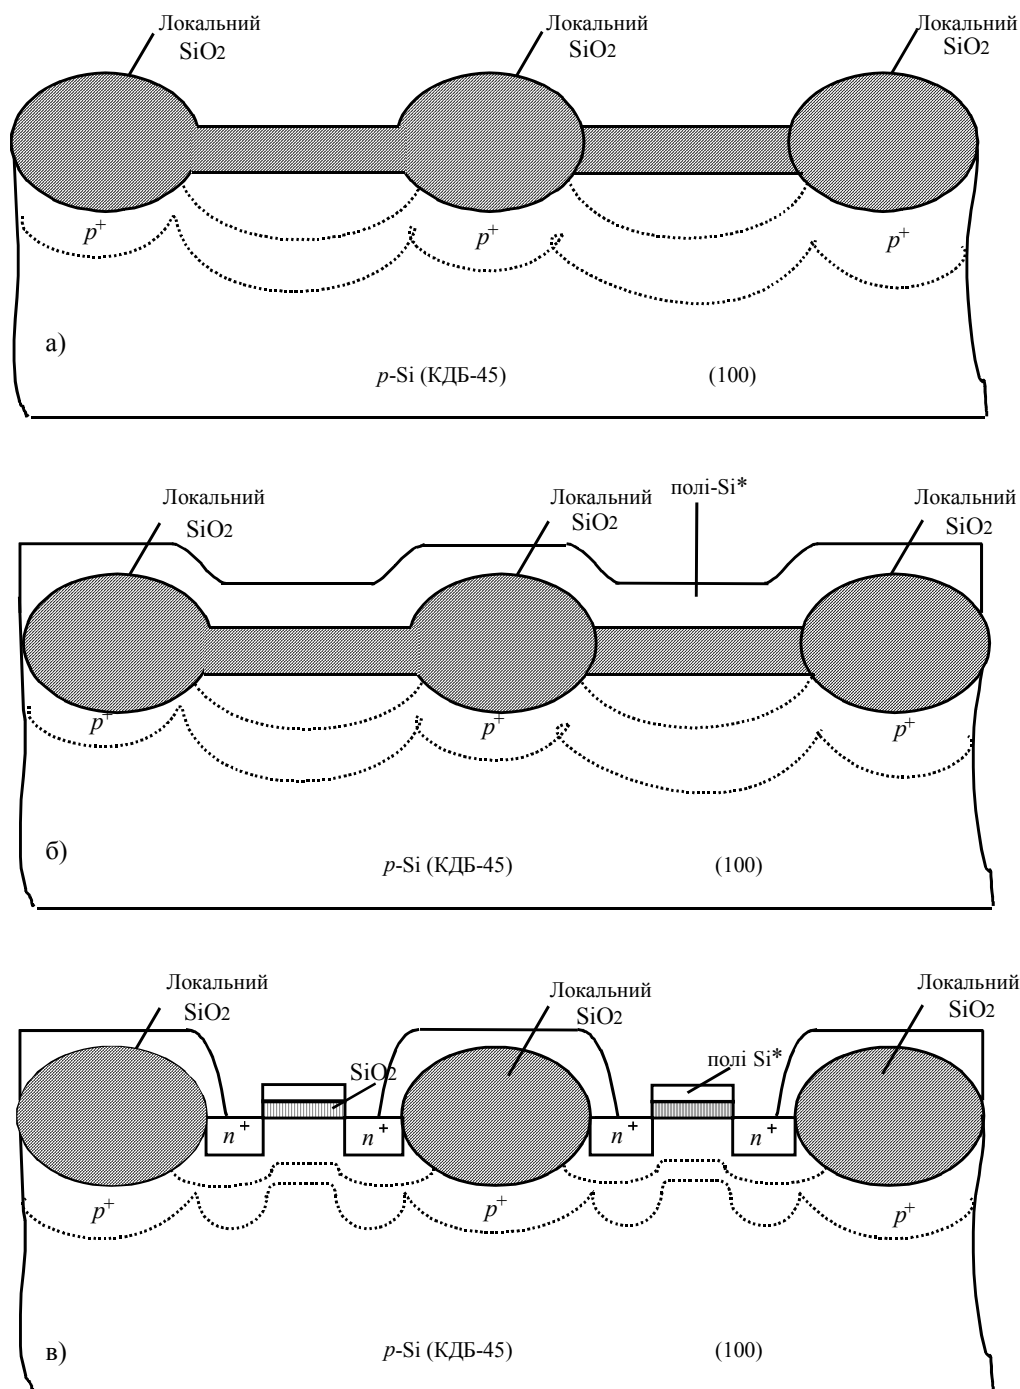 Локальний Локальний Локальний
SiO2 SiO2 SiO2
p+ p+ p+
а)
p-Si (КДБ-45) (100)
полі-Si*
Локальний Локальний Локальний
SiO2 SiO2 SiO2
p+ p+ p+
б)
p-Si (КДБ-45) (100)
Локальний Локальний Локальний
SiO2 SiO2 SiO2
SiO2 полі Si*
n+ n+ n+ n+
p+ p+ p+
в)
p-Si (КДБ-45) (100)